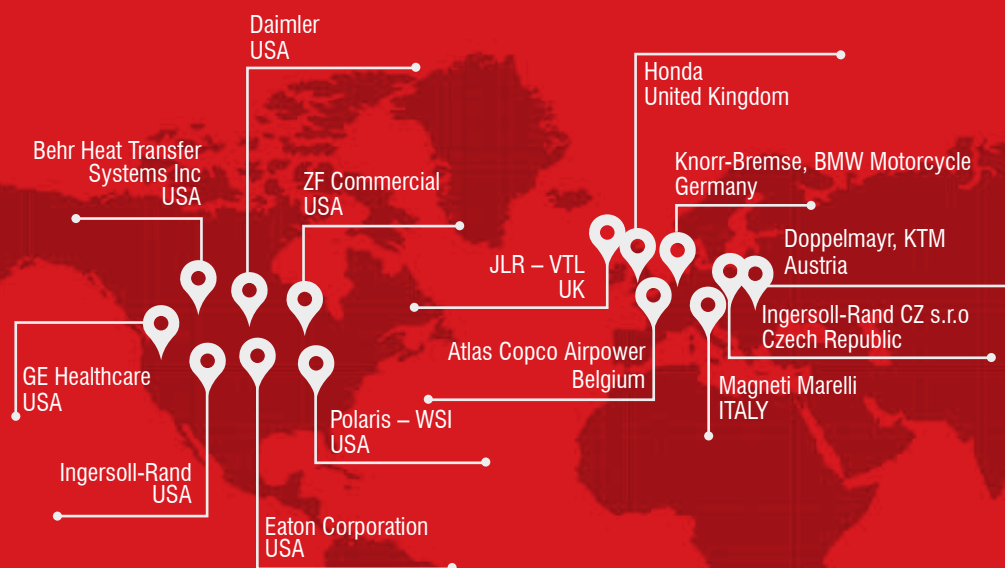 Daimler
USA
Honda
United Kingdom
Behr Heat Transfer
Systems Inc
USA
ZF Commercial
USA
Knorr-Bremse, BMW Motorcycle
Germany
JLR – VTL
UK
Doppelmayr, KTM
Austria
Ingersoll-Rand CZ s.r.o
Czech Republic
Atlas Copco Airpower
Belgium
GE Healthcare
USA
Magneti Marelli
ITALY
Polaris – WSI
USA
Ingersoll-Rand
USA
Eaton Corporation
USA